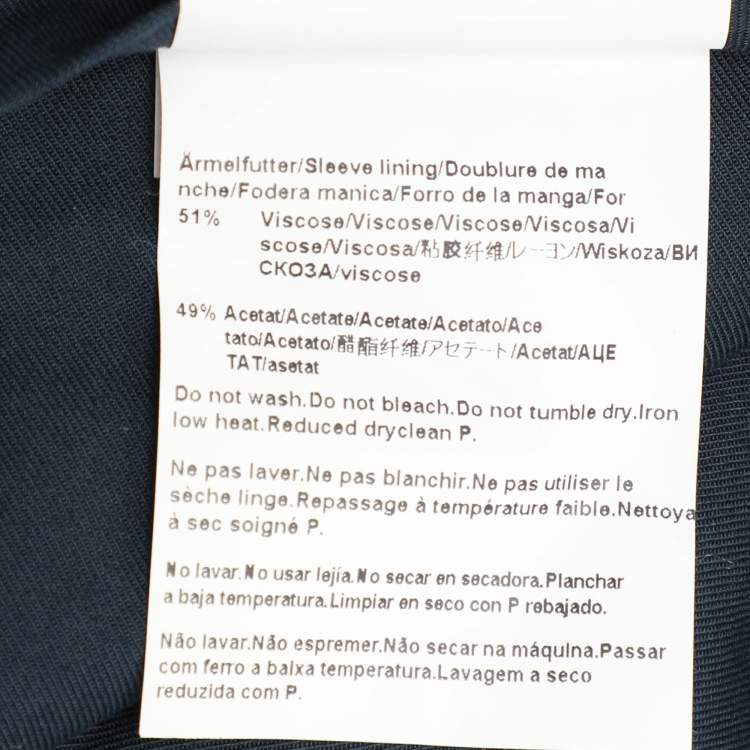 Ärmelfutter/Sleeve lining/Doublure de ma
nche/Fodera manica/Forro de la manga/For
51% Viscose/Viscose/Viscose/Viscosa/Vi
scose/Viscosa/粘胶纤维/レーヨン/Wiskoza/ВИ
СКОЗА/viscose
49% Acetat/Acetate/Acetate/Acetato/Ace
tato/Acetato/醋酯纤维/アセテート/Acetat/АЦЕ
ТАТ/asetat
Do not wash.Do not bleach.Do not tumble dry.Iron
low heat.Reduced dryclean P.
Ne pas laver.Ne pas blanchir.Ne pas utiliser le
sèche linge.Repassage à température faible.Nettoya
à sec soigné P.
No lavar.No usar lejía.No secar en secadora.Planchar
a baja temperatura.Limpiar en seco con P rebajado.
Não lavar.Não espremer.Não secar na máquina.Passar
com ferro a baixa temperatura.Lavagem a seco
reduzida com P.